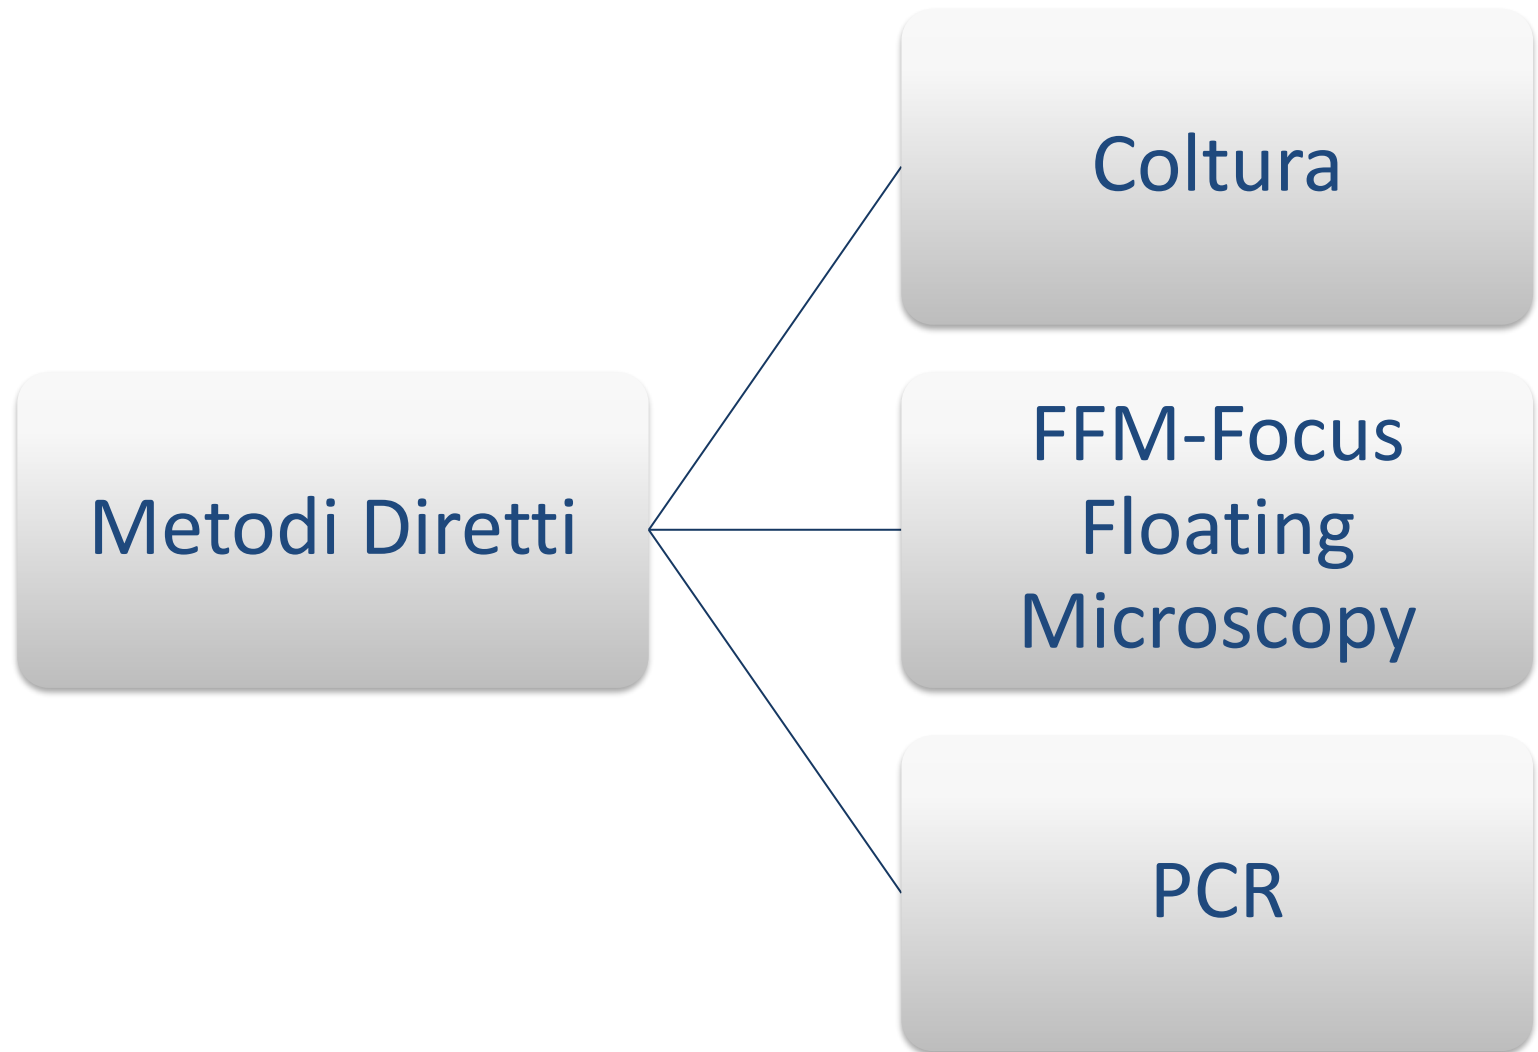 Metodi Diretti
Coltura
FFM-Focus
Floating
Microscopy
PCR